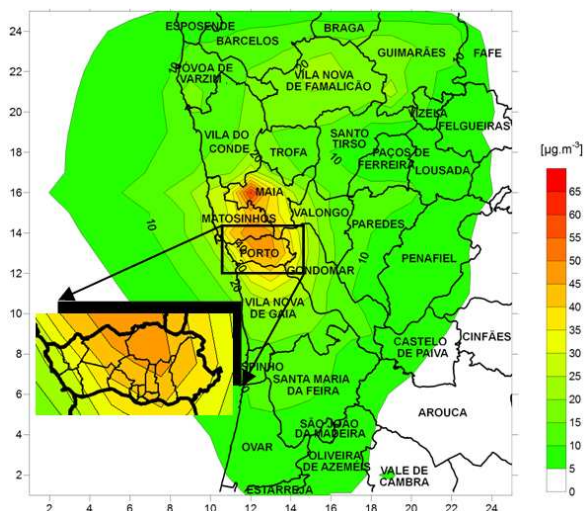 ESPOSENDE
BRAGA
BARCELOS
GUIMARÃES
FAFE
PÓVOA DE
VARZIM
VILA NOVA
DE FAMALICÃO
VIZELA
FELGUEIRAS
VILA DO
CONDE
TROFA
SANTO
TIRSO
PAÇOS DE
FERREIRA
LOUSADA
MAIA
MATOSINHOS
VALONGO
PAREDES
PORTO
PENAFIEL
GONDOMAR
VILA NOVA
DE GAIA
CASTELO
DE PAIVA
CINFÃES
SPINHO
SANTA MARIA
DA FEIRA
AROUCA
SÃO JOÃO
DA MADEIRA
OVAR
OLIVEIRA
DE AZEMÉIS
VALE DE
CAMBRA
ESTARREJA
10
10
10
10
20
20
20
24
22
20
18
16
14
12
10
8
6
4
2
2 4 6 8 10 12 14 16 18 20 22 24
[µg.m⁻³]
65
60
55
50
45
40
35
30
25
20
15
10
5
0